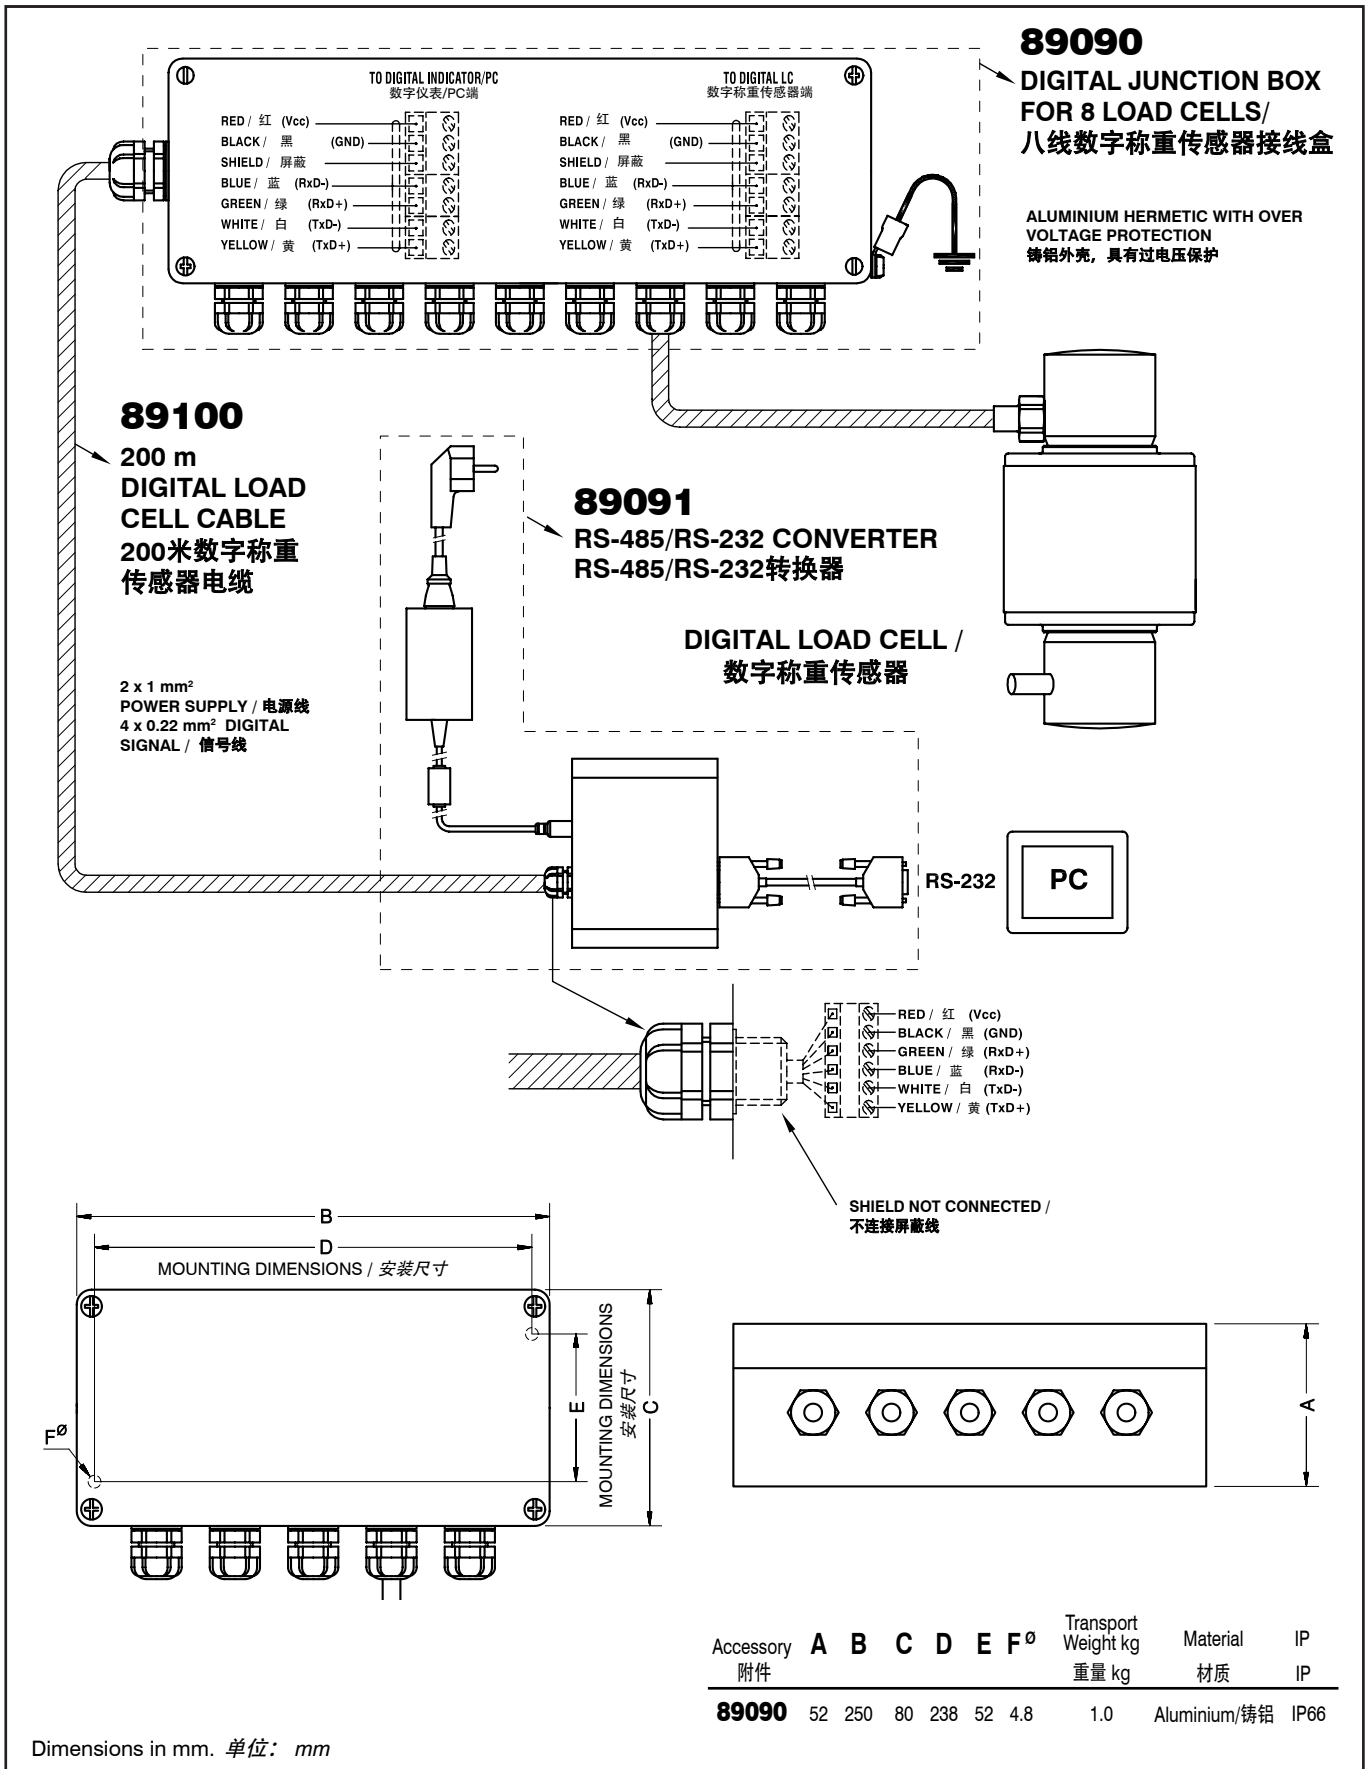 89090
DIGITAL JUNCTION BOX
FOR 8 LOAD CELLS/
八线数字称重传感器接线盒
ALUMINIUM HERMETIC WITH OVER
VOLTAGE PROTECTION
铸铝外壳，具有过电压保护
TO DIGITAL INDICATOR/PC
数字仪表/PC端
RED / 红 (Vcc)
BLACK / 黑 (GND)
SHIELD / 屏蔽
BLUE / 蓝 (RxD-)
GREEN / 绿 (RxD+)
WHITE / 白 (TxD-)
YELLOW / 黄 (TxD+)
TO DIGITAL LC
数字称重传感器端
RED / 红 (Vcc)
BLACK / 黑 (GND)
SHIELD / 屏蔽
BLUE / 蓝 (RxD-)
GREEN / 绿 (RxD+)
WHITE / 白 (TxD-)
YELLOW / 黄 (TxD+)
89100
200 m
DIGITAL LOAD
CELL CABLE
200米数字称重
传感器电缆
2 x 1 mm²
POWER SUPPLY / 电源线
4 x 0.22 mm² DIGITAL
SIGNAL / 信号线
89091
RS-485/RS-232 CONVERTER
RS-485/RS-232转换器
DIGITAL LOAD CELL /
数字称重传感器
RS-232
PC
RED / 红 (Vcc)
BLACK / 黑 (GND)
GREEN / 绿 (RxD+)
BLUE / 蓝 (RxD-)
WHITE / 白 (TxD-)
YELLOW / 黄 (TxD+)
SHIELD NOT CONNECTED /
不连接屏蔽线
B
D
MOUNTING DIMENSIONS / 安装尺寸
E
MOUNTING DIMENSIONS
安装尺寸
C
F ø
A
Accessory A B C D E F ø Transport Weight kg Material IP
附件 重量 kg 材质 IP
89090 52 250 80 238 52 4.8 1.0 Aluminium/铸铝 IP66
Dimensions in mm. 单位： mm